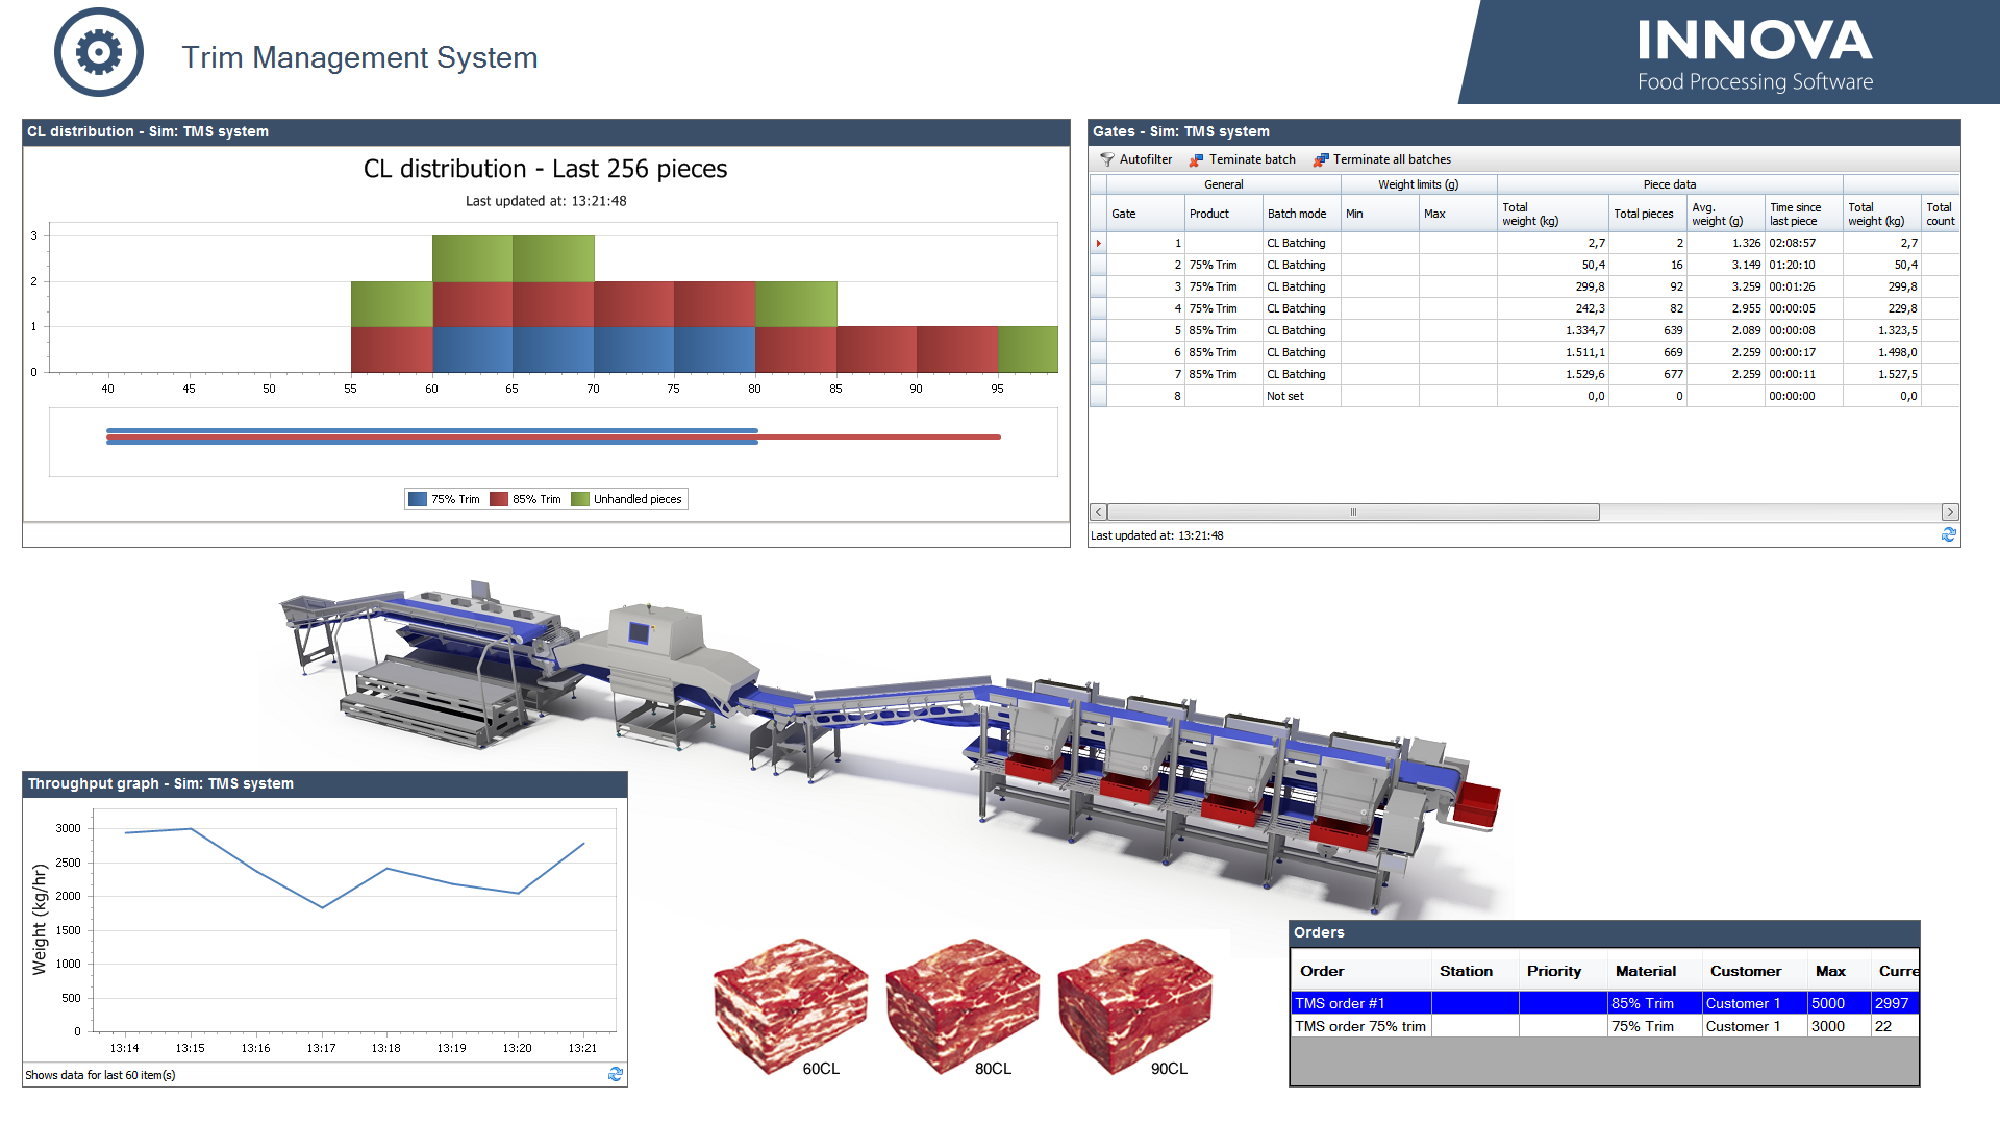 Trim Management System
INNOVA
Food Processing Software
CL distribution - Sim: TMS system
CL distribution - Last 256 pieces
Last updated at: 13:21:48
3
2
1
0
40 45 50 55 60 65 70 75 80 85 90 95
75% Trim 85% Trim Unhandled pieces
Gates - Sim: TMS system
Autofilter Teminate batch Terminate all batches
General Weight limits (g) Piece data
Gate Product Batch mode Min Max Total weight (kg) Total pieces Avg. weight (g) Time since last piece Total weight (kg) Total count
1 CL Batching 2,7 2 1.326 02:08:57 2,7
2 75% Trim CL Batching 50,4 16 3.149 01:20:10 50,4
3 75% Trim CL Batching 299,8 92 3.259 00:01:26 299,8
4 75% Trim CL Batching 242,3 82 2.955 00:00:05 229,8
5 85% Trim CL Batching 1.334,7 639 2.089 00:00:08 1.323,5
6 85% Trim CL Batching 1.511,1 669 2.259 00:00:17 1.498,0
7 85% Trim CL Batching 1.529,6 677 2.259 00:00:11 1.527,5
8 Not set 0,0 0 00:00:00 0,0
Last updated at: 13:21:48
Throughput graph - Sim: TMS system
Weight (kg/hr)
3000
2500
2000
1500
1000
500
0
13:14 13:15 13:16 13:17 13:18 13:19 13:20 13:21
Shows data for last 60 item(s)
60CL 80CL 90CL
Orders
Order Station Priority Material Customer Max Curre
TMS order #1 85% Trim Customer 1 5000 2997
TMS order 75% trim 75% Trim Customer 1 3000 22